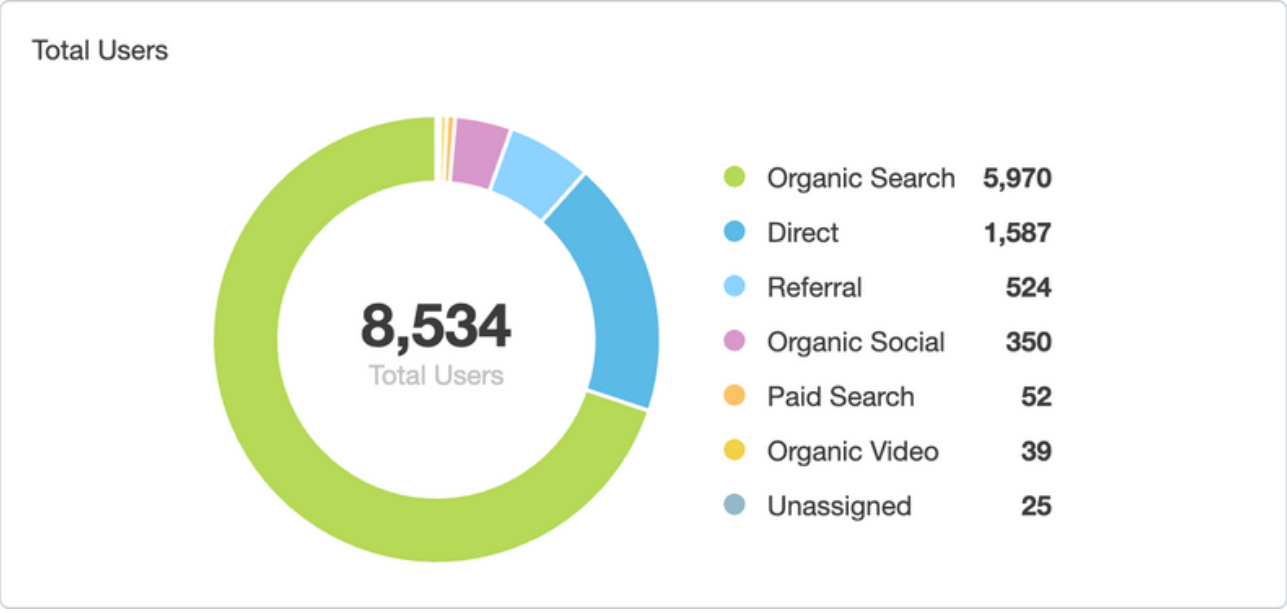 Total Users
8,534
Total Users
Organic Search 5,970
Direct 1,587
Referral 524
Organic Social 350
Paid Search 52
Organic Video 39
Unassigned 25